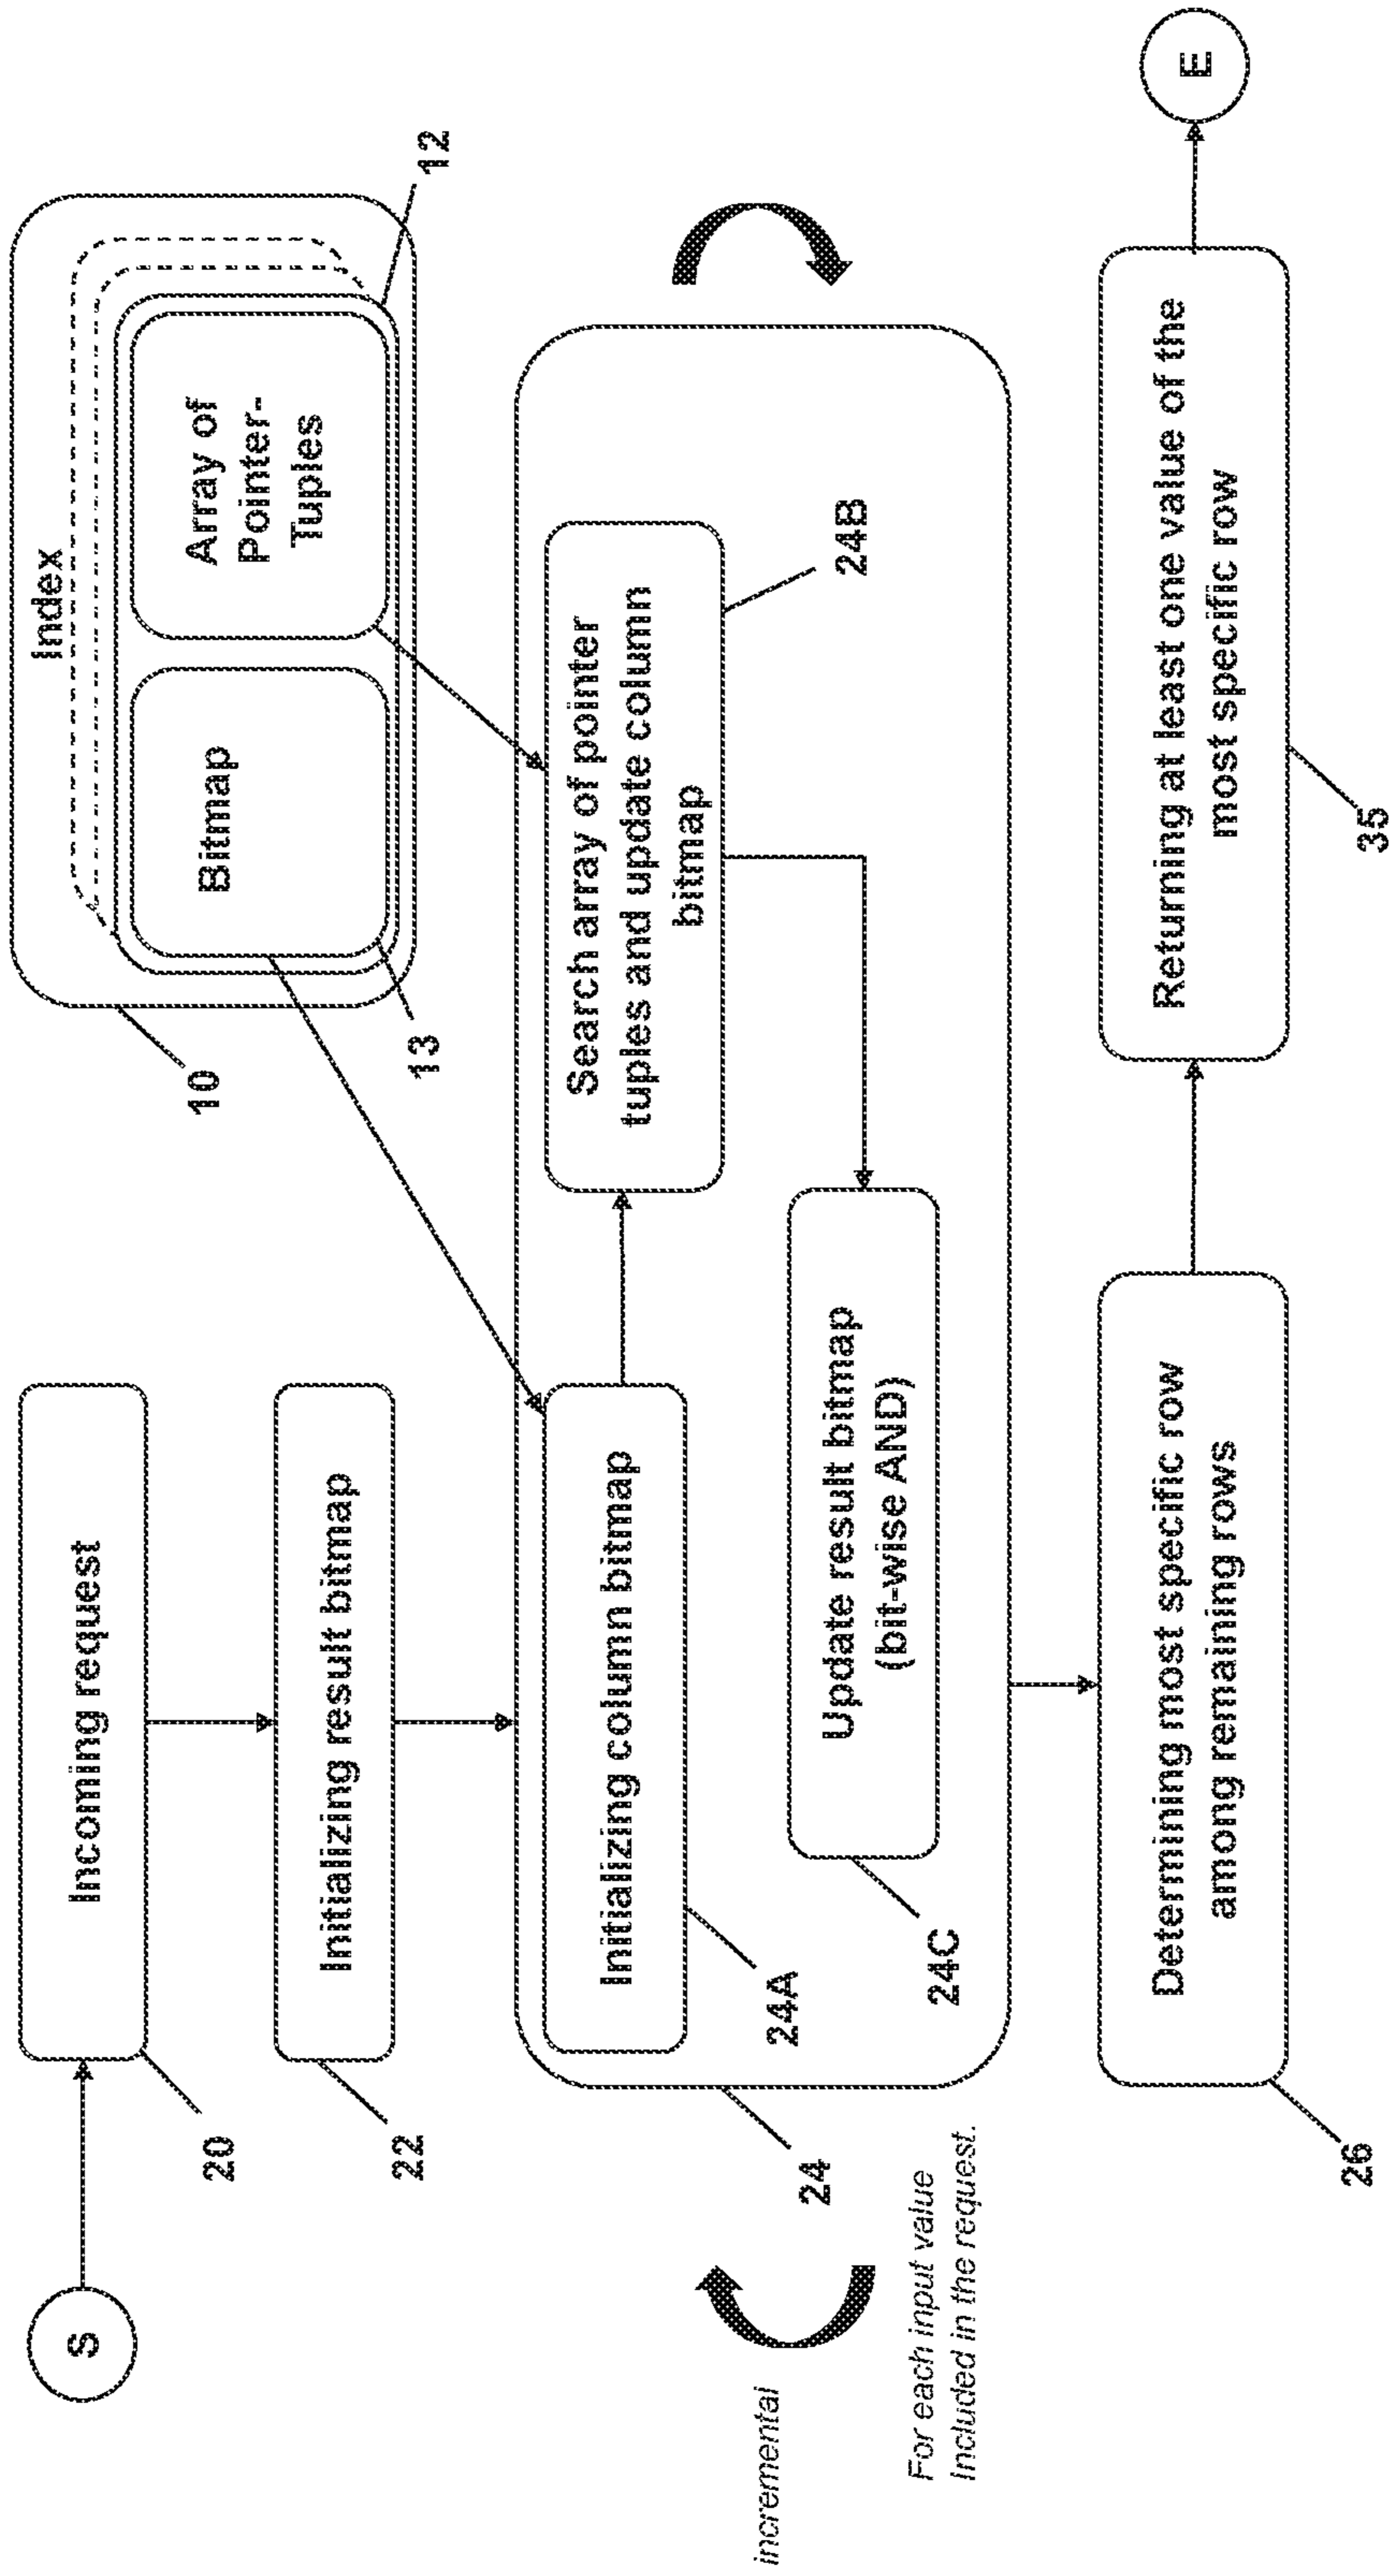 S
Incoming request
20
Initializing result bitmap
22
Index
Bitmap
Array of
Pointer-
Tuples
10
13
12
incremental
For each input value
Included in the request.
24
Initializing column bitmap
24A
Search array of pointer
tuples and update column
bitmap
24B
Update result bitmap
(bit-wise AND)
24C
Determining most specific row
among remaining rows
26
Returning at least one value of the
most specific row
35
E